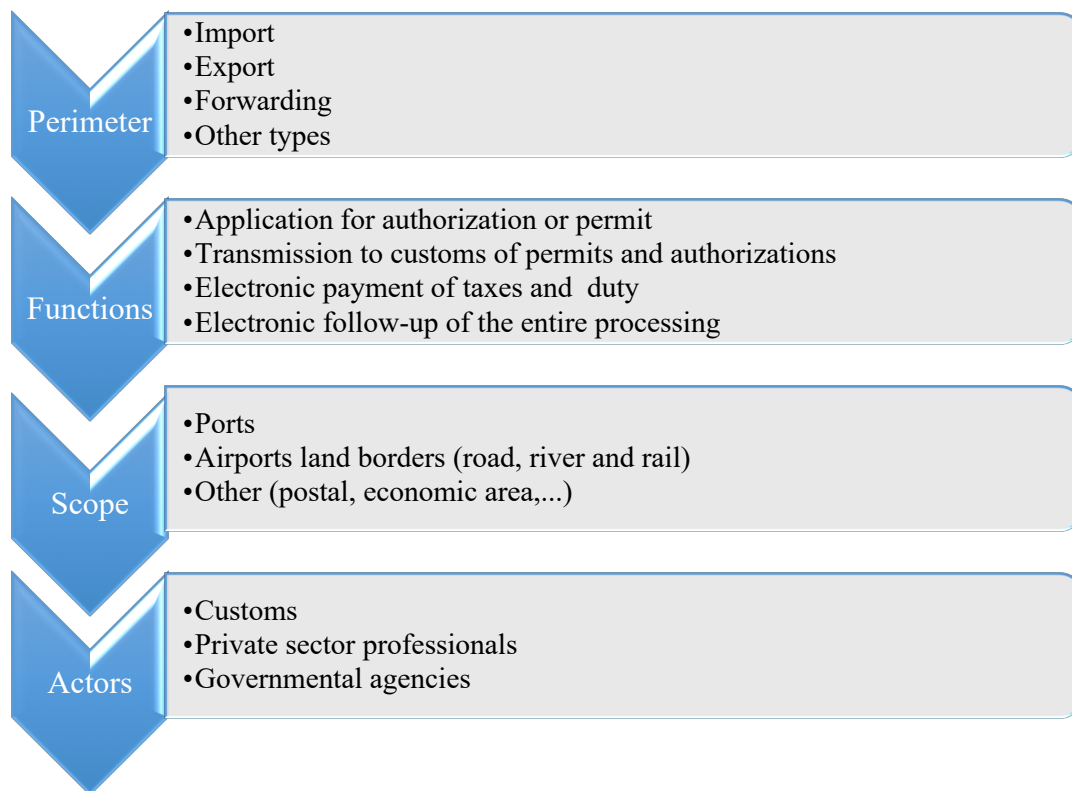 Perimeter
•Import
•Export
•Forwarding
•Other types
Functions
•Application for authorization or permit
•Transmission to customs of permits and authorizations
•Electronic payment of taxes and  duty
•Electronic follow-up of the entire processing
Scope
•Ports
•Airports land borders (road, river and rail)
•Other (postal, economic area,...)
Actors
•Customs
•Private sector professionals
•Governmental agencies